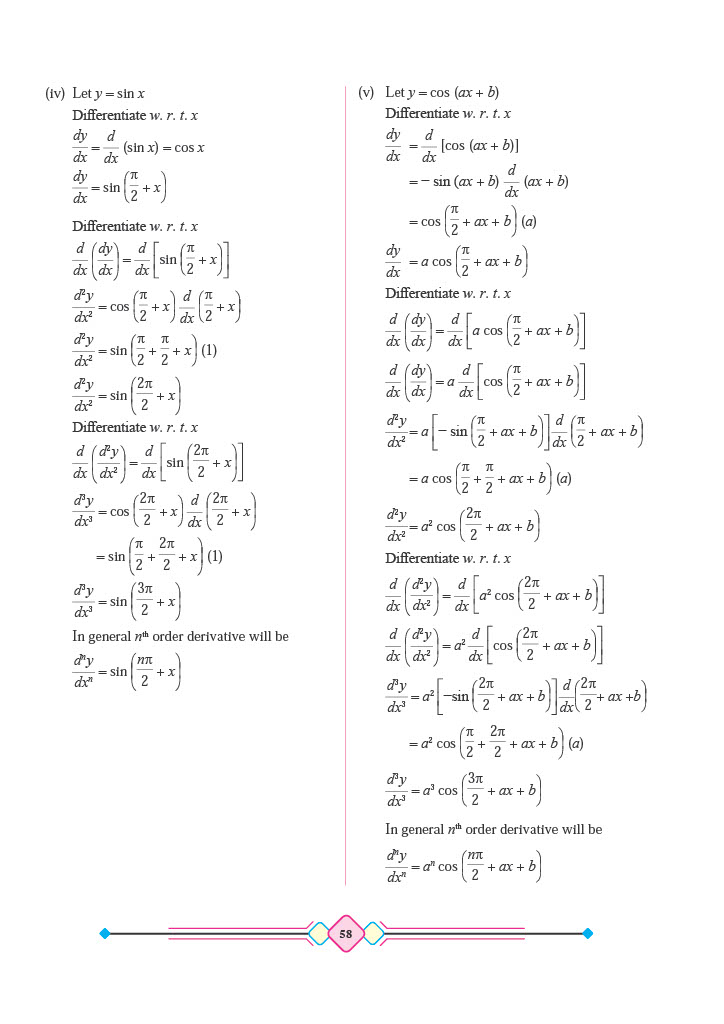 (iv) Let y = sin x
Differentiate w. r. t. x
dy/dx = d/dx (sin x) = cos x
dy/dx = sin (π/2 + x)
Differentiate w. r. t. x
d/dx (dy/dx) = d/dx [sin (π/2 + x)]
d²y/dx² = cos (π/2 + x) d/dx (π/2 + x)
d²y/dx² = sin (π/2 + π/2 + x) (1)
d²y/dx² = sin (2π/2 + x)
Differentiate w. r. t. x
d/dx (d²y/dx²) = d/dx [sin (2π/2 + x)]
d³y/dx³ = cos (2π/2 + x) d/dx (2π/2 + x)
= sin (π/2 + 2π/2 + x) (1)
d³y/dx³ = sin (3π/2 + x)
In general nᵗʰ order derivative will be
dⁿy/dxⁿ = sin (nπ/2 + x)
(v) Let y = cos (ax + b)
Differentiate w. r. t. x
dy/dx = d/dx [cos (ax + b)]
= − sin (ax + b) d/dx (ax + b)
= cos (π/2 + ax + b) (a)
dy/dx = a cos (π/2 + ax + b)
Differentiate w. r. t. x
d/dx (dy/dx) = d/dx [a cos (π/2 + ax + b)]
d/dx (dy/dx) = a d/dx [cos (π/2 + ax + b)]
d²y/dx² = a [− sin (π/2 + ax + b)] d/dx (π/2 + ax + b)
= a cos (π/2 + π/2 + ax + b) (a)
d²y/dx² = a² cos (2π/2 + ax + b)
Differentiate w. r. t. x
d/dx (d²y/dx²) = d/dx [a² cos (2π/2 + ax + b)]
d/dx (d²y/dx²) = a² d/dx [cos (2π/2 + ax + b)]
d³y/dx³ = a² [−sin (2π/2 + ax + b)] d/dx (2π/2 + ax +b)
= a² cos (π/2 + 2π/2 + ax + b) (a)
d³y/dx³ = a³ cos (3π/2 + ax + b)
In general nᵗʰ order derivative will be
dⁿy/dxⁿ = aⁿ cos (nπ/2 + ax + b)
58